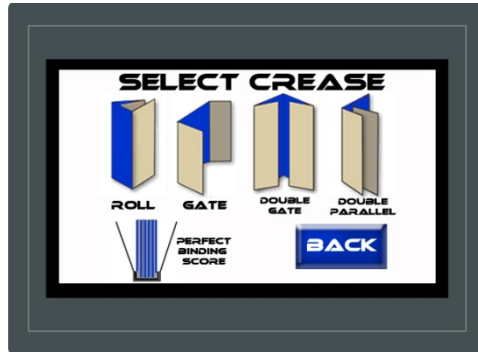 SELECT CREASE
ROLL
GATE
DOUBLE
GATE
DOUBLE
PARALLEL
PERFECT
BINDING
SCORE
BACK